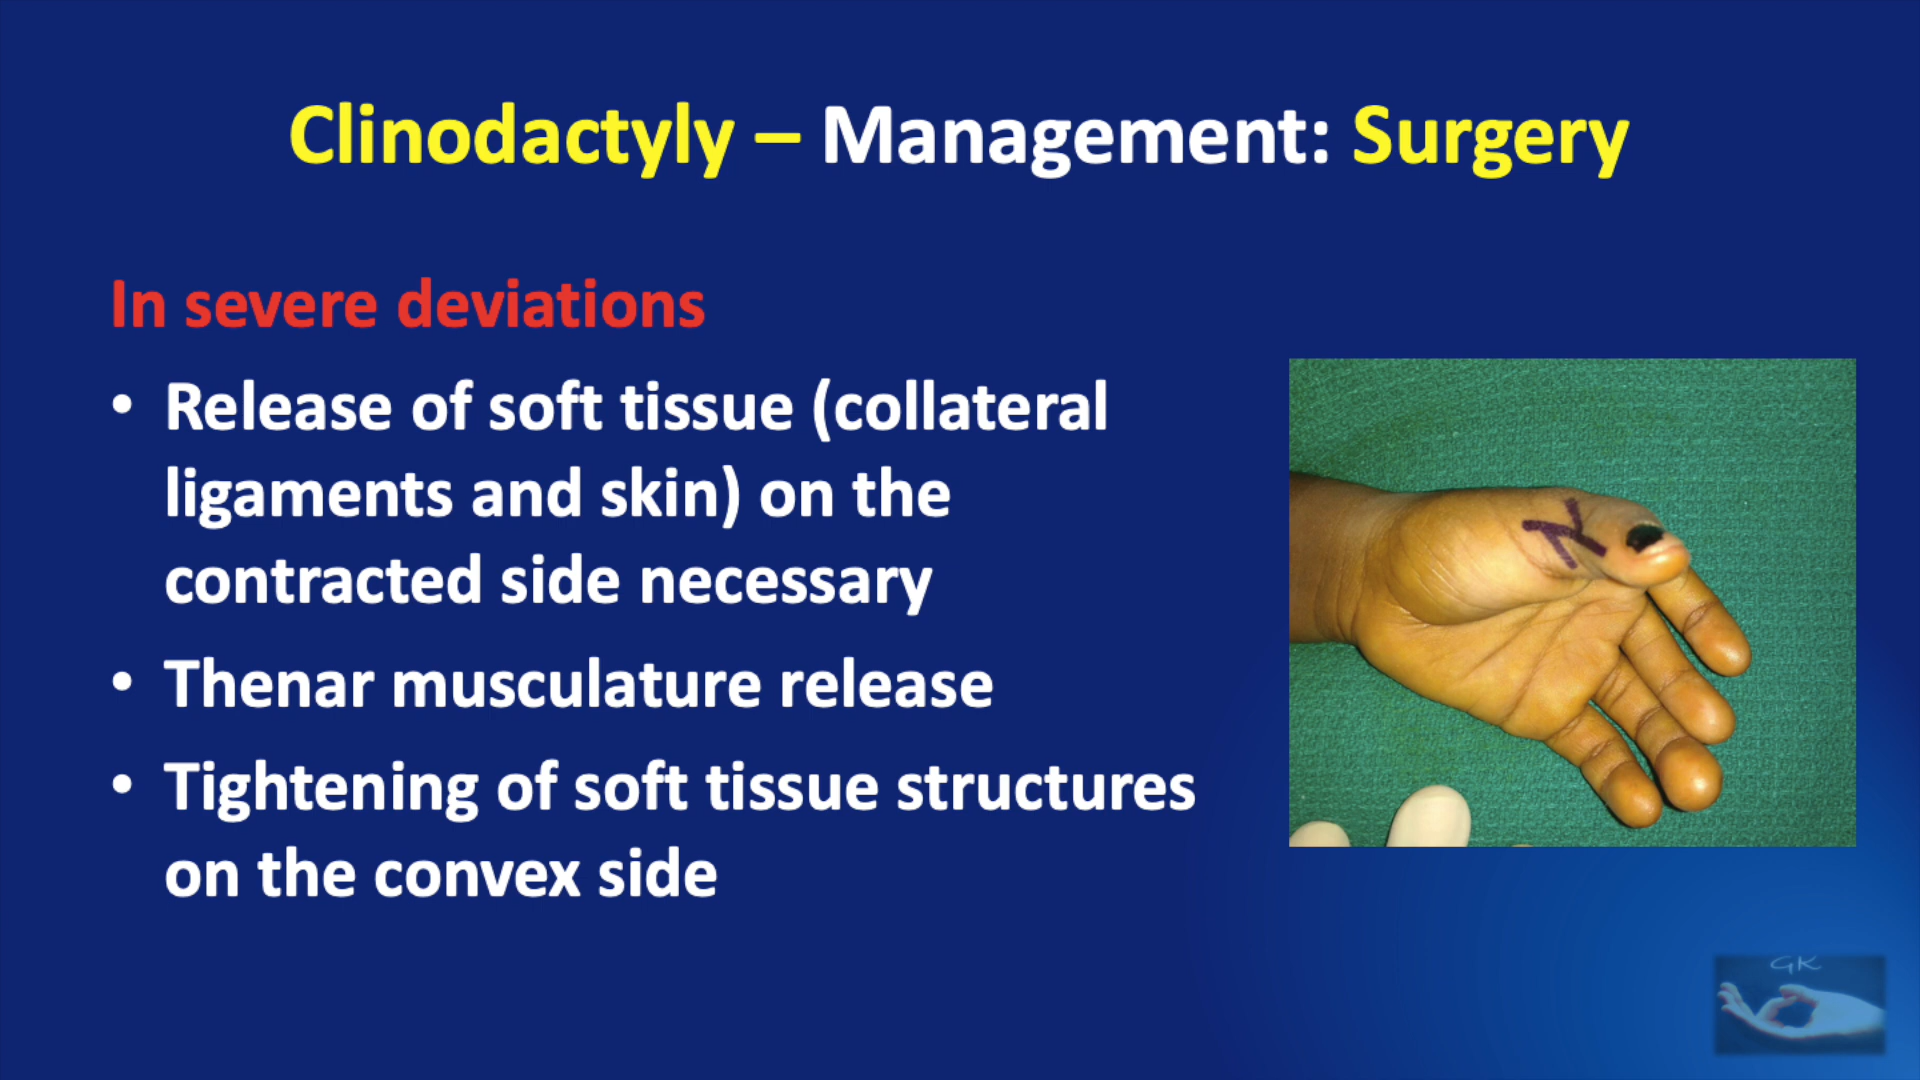 Clinodactyly – Management: Surgery
In severe deviations
• Release of soft tissue (collateral
ligaments and skin) on the
contracted side necessary
• Thenar musculature release
• Tightening of soft tissue structures
on the convex side
GK